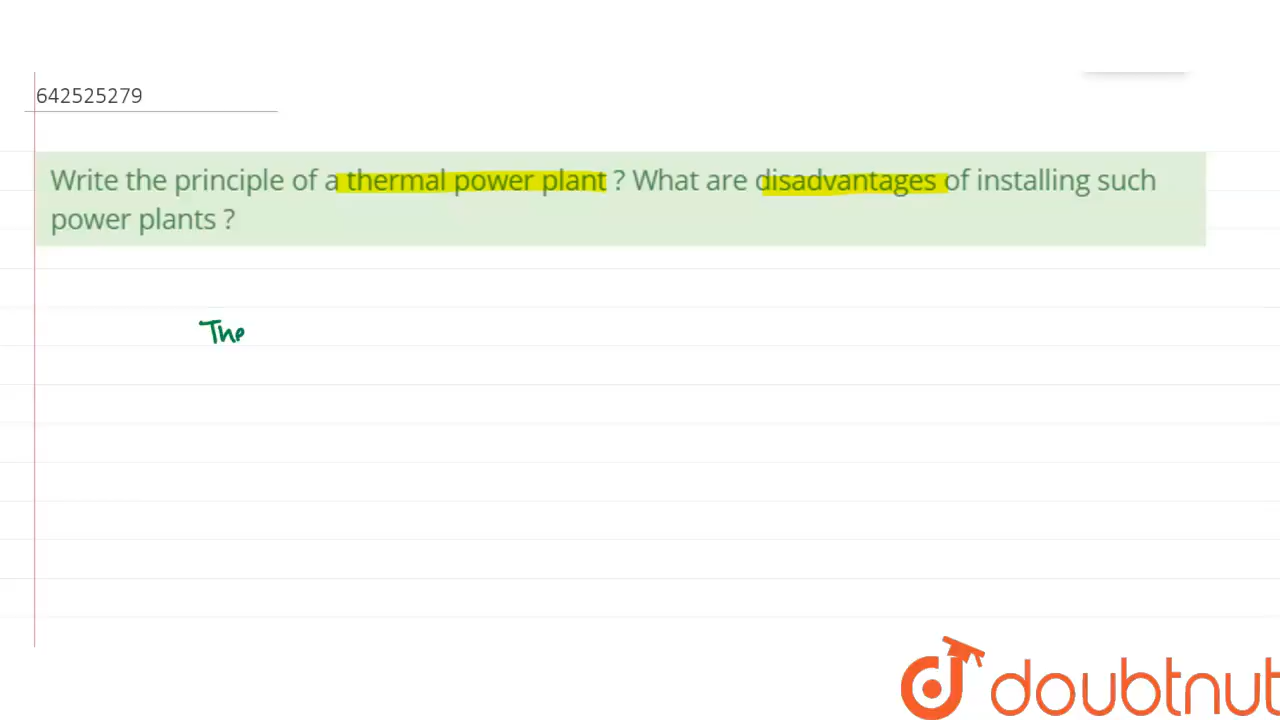 642525279
Write the principle of a thermal power plant ? What are disadvantages of installing such
power plants ?
The
doubtnut